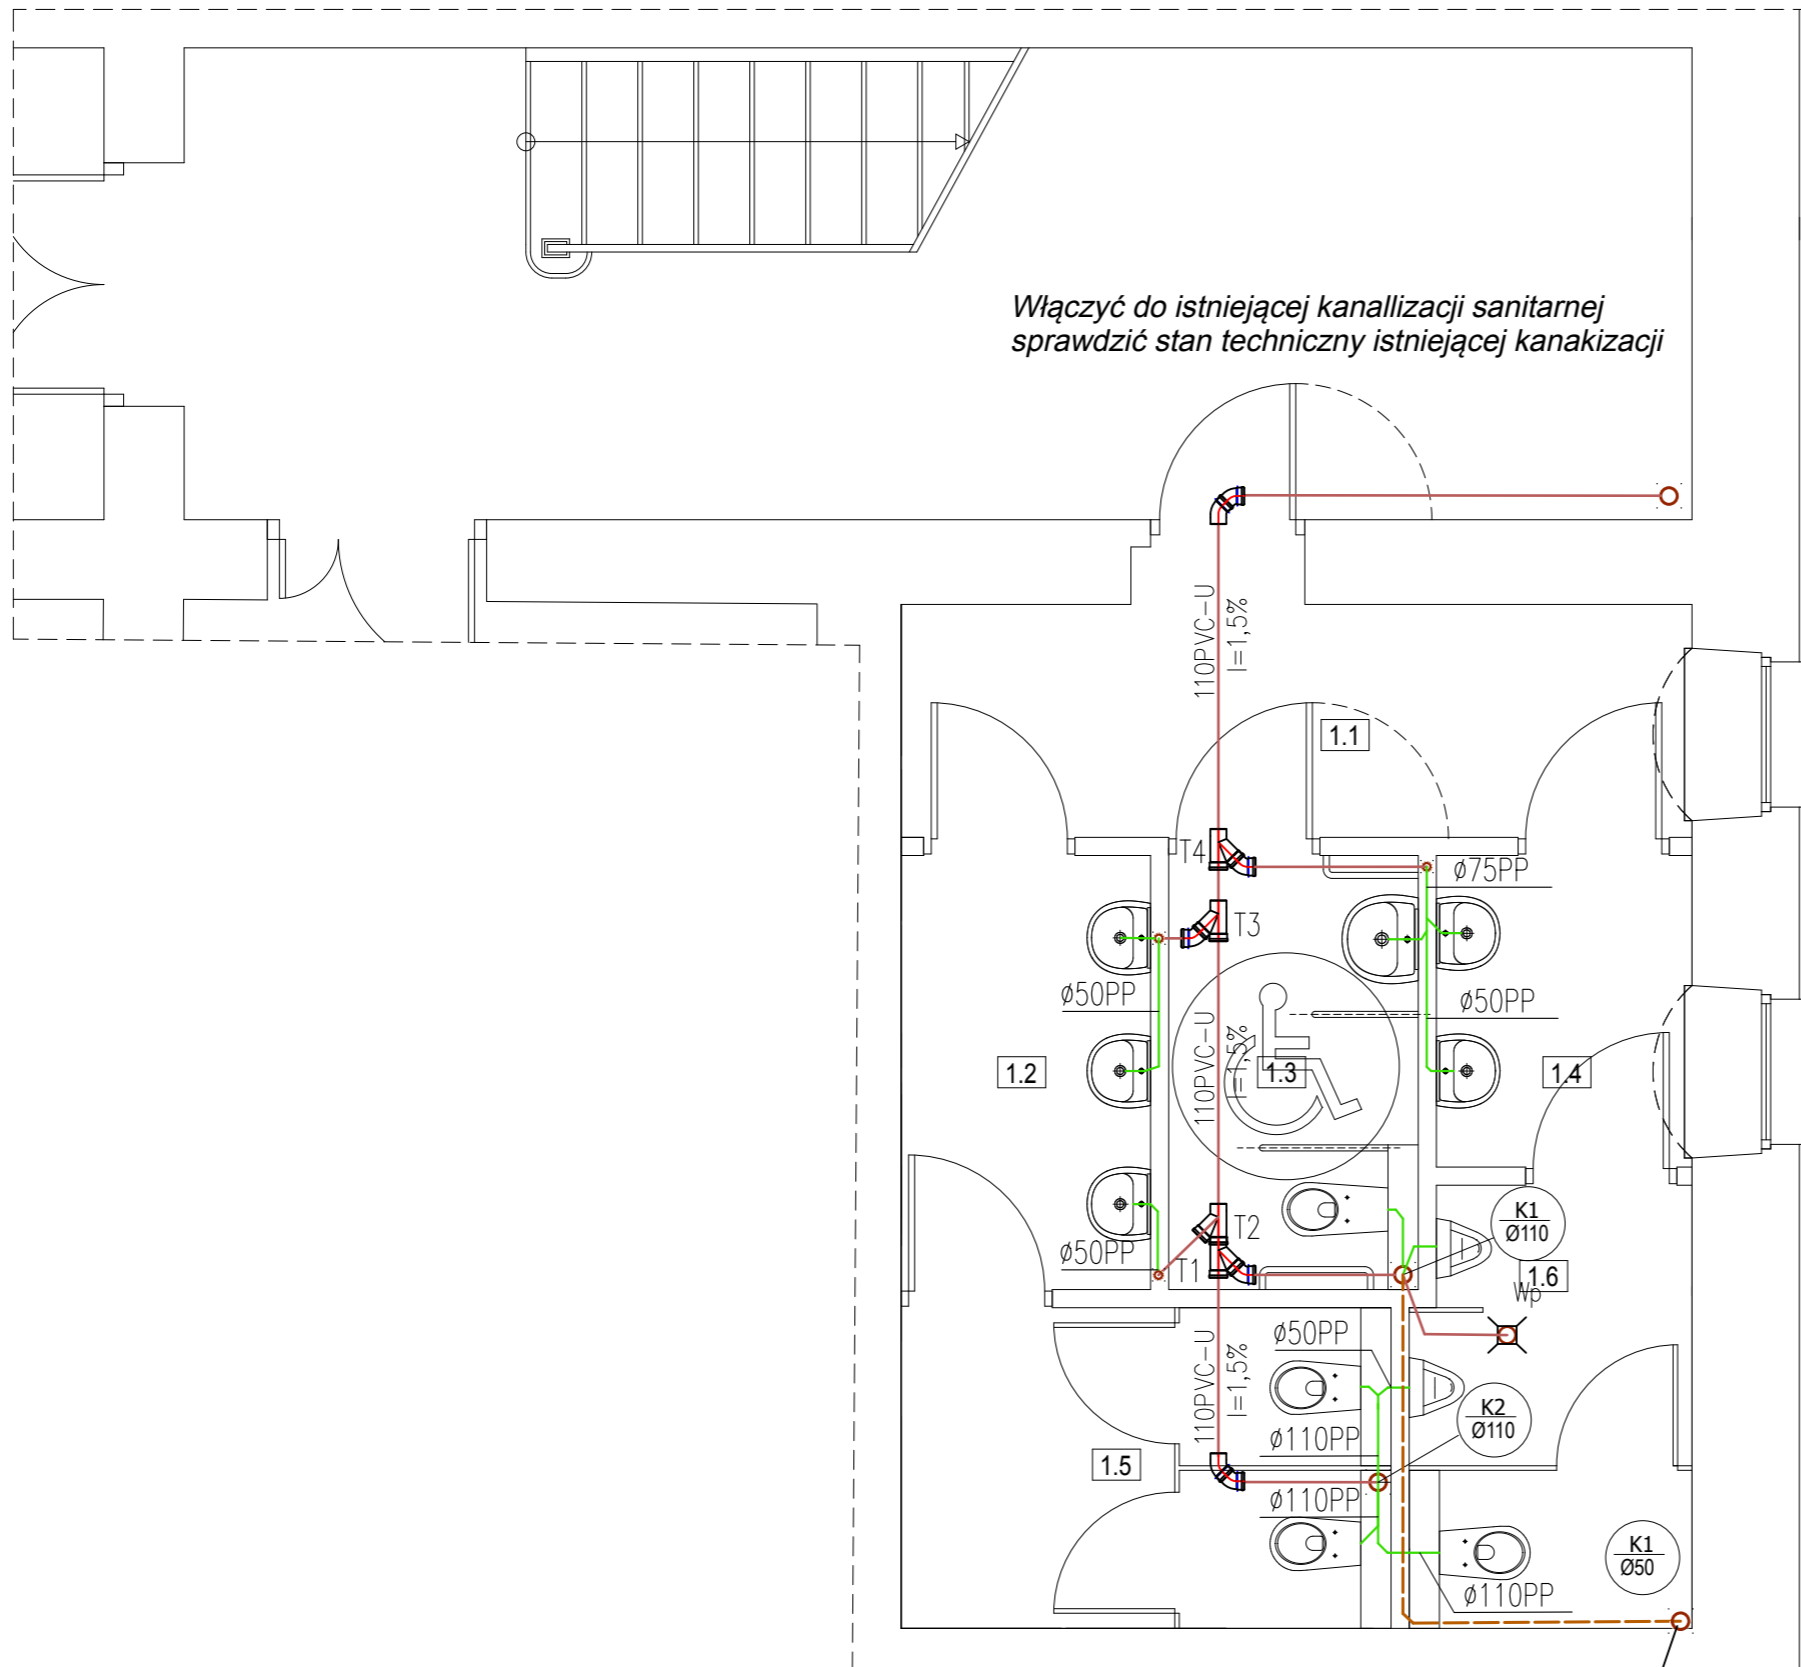 Włączyć do istniejącej kanallizacji sanitarnej
sprawdzić stan techniczny istniejącej kanakizacji
110PVC-U
I=1,5%
1.1
T4
ø75PP
T3
ø50PP
ø50PP
110PVC-U
I=1,5%
1.2
1.3
1.4
K1
Ø110
T2
ø50PP
T1
1.6
Wp
110PVC-U
I=1,5%
ø50PP
K2
Ø110
ø110PP
1.5
ø110PP
K1
Ø50
ø110PP